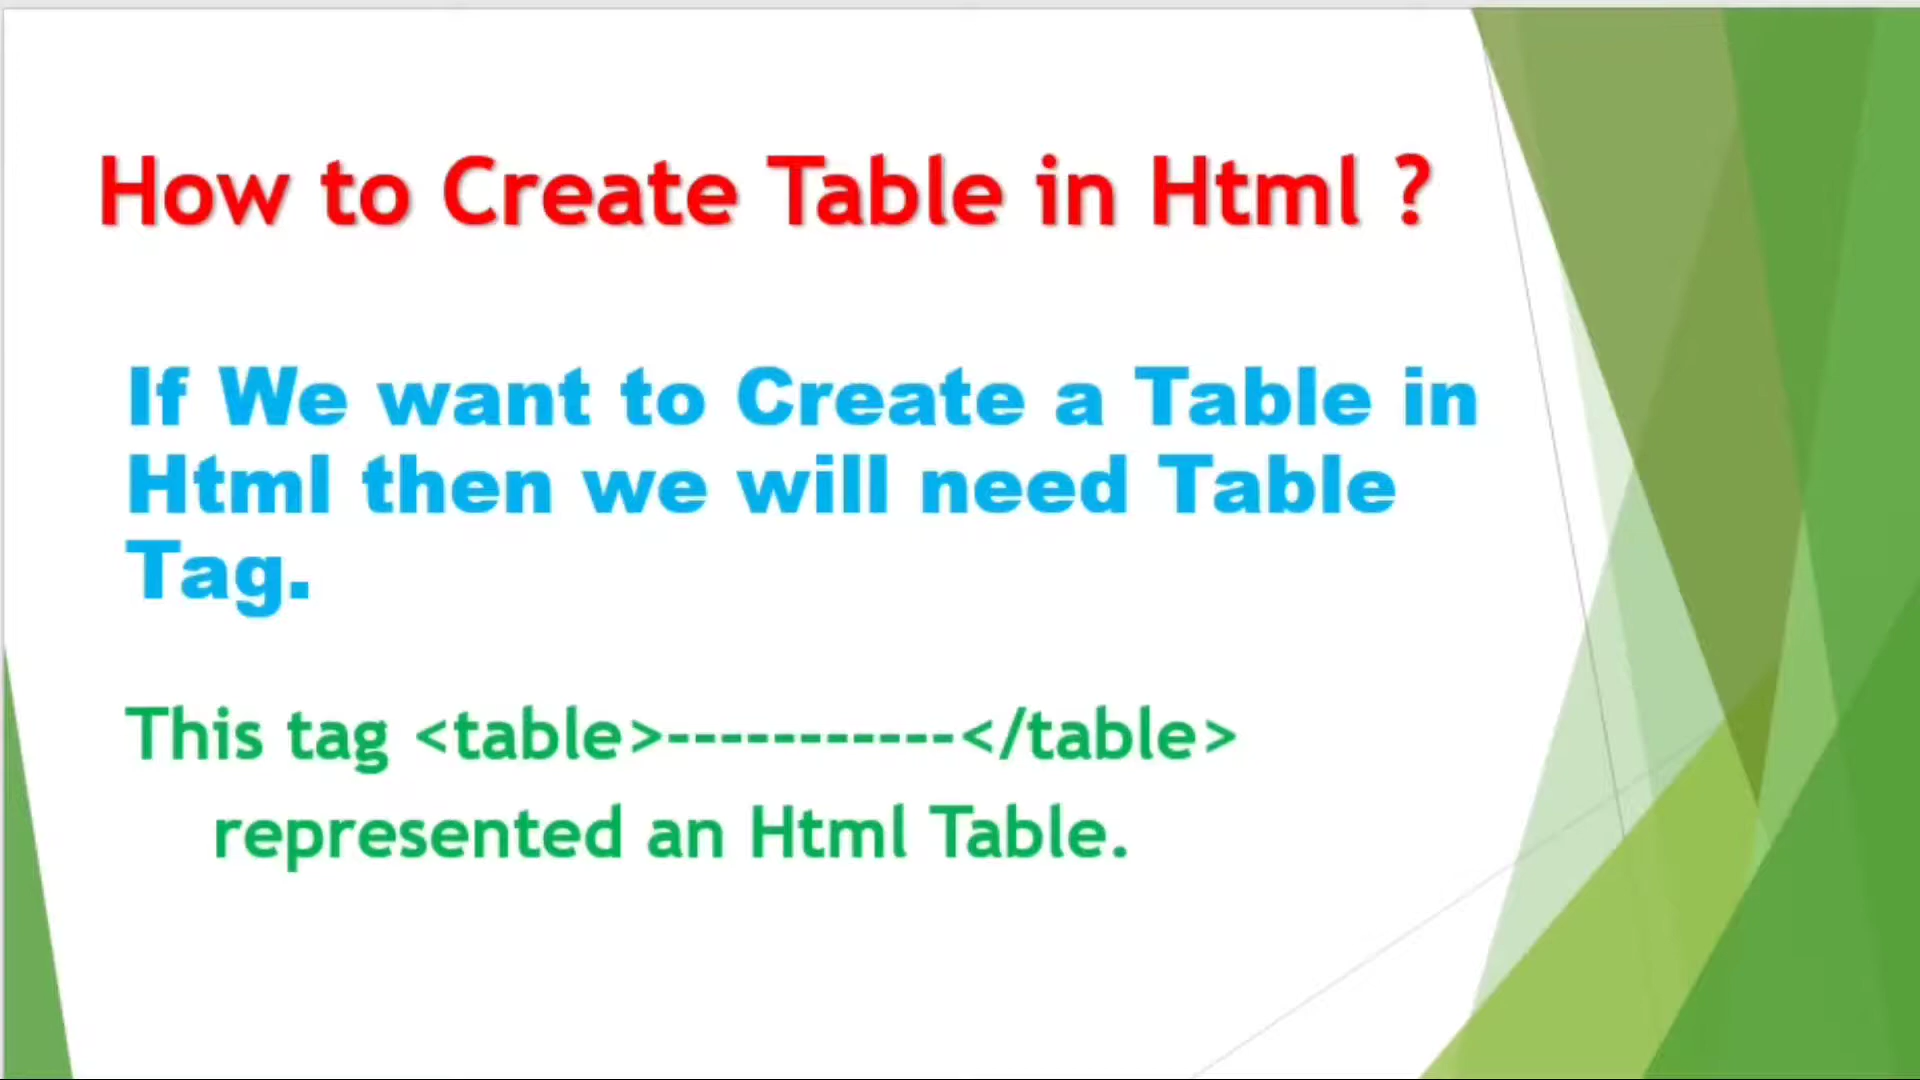 How to Create Table in Html ?
If We want to Create a Table in
Html then we will need Table
Tag.
This tag <table>-----------</table>
represented an Html Table.